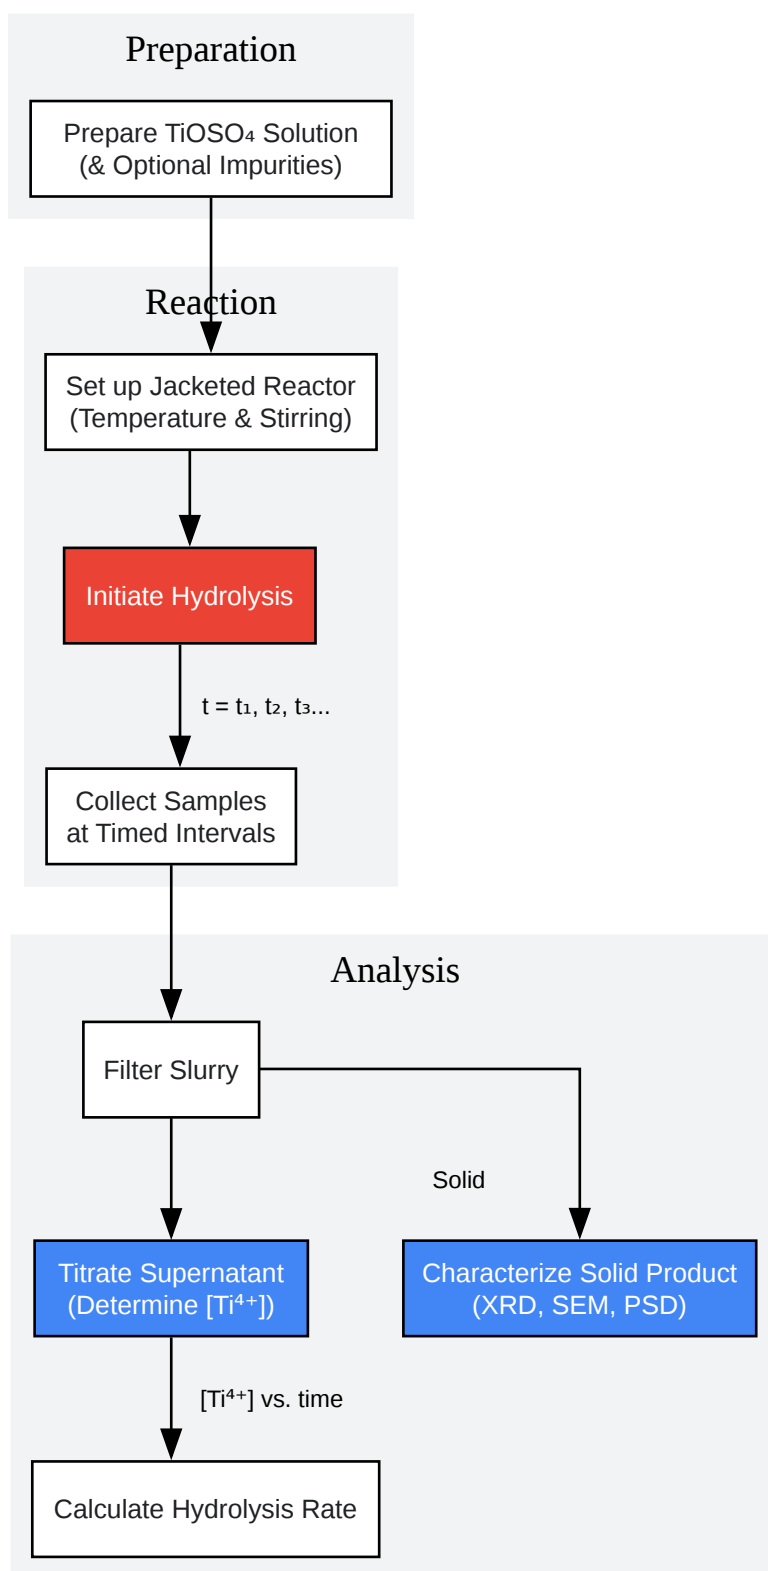 Preparation
Prepare TiOSO₄ Solution
(& Optional Impurities)
Reaction
Set up Jacketed Reactor
(Temperature & Stirring)
Initiate Hydrolysis
t = t₁, t₂, t₃...
Collect Samples
at Timed Intervals
Analysis
Filter Slurry
Solid
Titrate Supernatant
(Determine [Ti⁴⁺])
Characterize Solid Product
(XRD, SEM, PSD)
[Ti⁴⁺] vs. time
Calculate Hydrolysis Rate